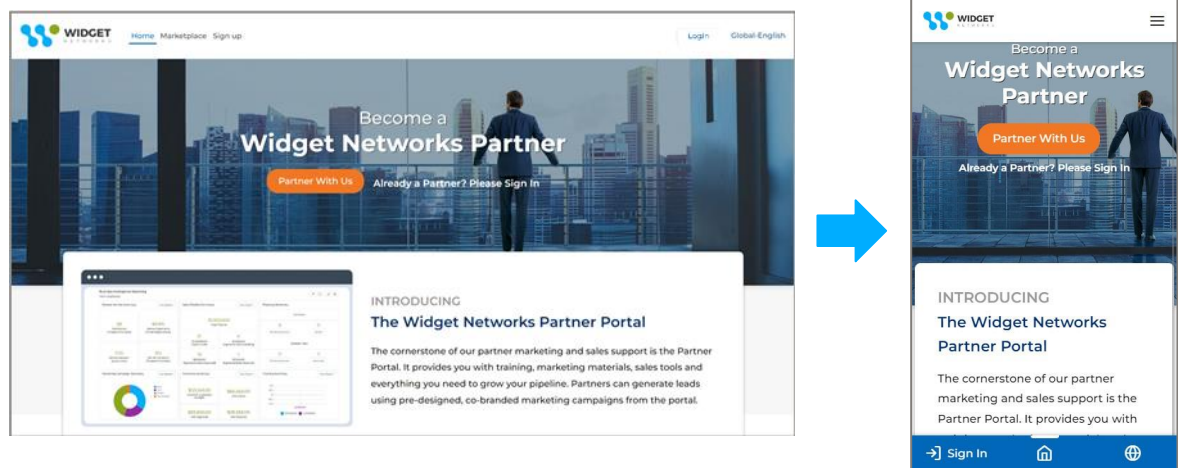 WIDGET
NETWORKS
Home Marketplace Sign up
Login
Global-English
Become a
Widget Networks Partner
Partner With Us
Already a Partner? Please Sign In
INTRODUCING
The Widget Networks Partner Portal
The cornerstone of our partner marketing and sales support is the Partner
Portal. It provides you with training, marketing materials, sales tools and
everything you need to grow your pipeline. Partners can generate leads
using pre-designed, co-branded marketing campaigns from the portal.
WIDGET
NETWORKS
Become a
Widget Networks
Partner
Partner With Us
Already a Partner? Please Sign In
INTRODUCING
The Widget Networks
Partner Portal
The cornerstone of our partner
marketing and sales support is the
Partner Portal. It provides you with
Sign In